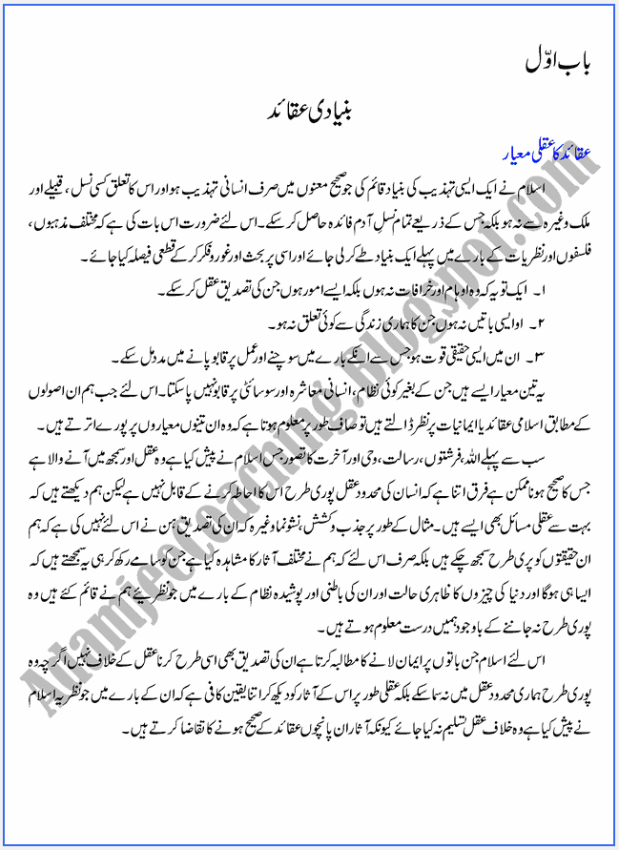 باب اوّل
بنیادی عقائد
عقائد کا عقلی معیار
اسلام نے ایک ایسی تہذیب کی بنیاد قائم کی جو صحیح معنوں میں صرف انسانی تہذیب ہو اور اس کا تعلق کسی نسل، قبیلے اور
ملک وغیرہ سے نہ ہو بلکہ جس کے ذریعے تمام نسلِ آدم فائدہ حاصل کر سکے۔ اس لئے ضرورت اس بات کی ہے کہ مختلف مذہبوں،
فلسفوں اور نظریات کے بارے میں پہلے ایک بنیاد طے کر لی جائے اور اسی پر بحث اور غور و فکر کر کے قطعی فیصلہ کیا جائے۔
۱۔ ایک تو یہ کہ وہ اوہام اور خرافات نہ ہوں بلکہ ایسے امور ہوں جن کی تصدیق عقل کر سکے۔
۲۔ او ایسی باتیں نہ ہوں جن کا ہماری زندگی سے کوئی تعلق نہ ہو۔
۳۔ ان میں ایسی حقیقی قوت ہو جس سے انکے بارے میں سوچنے اور عمل پر قابو پانے میں مدد مل سکے۔
یہ تین معیار ایسے ہیں جن کے بغیر کوئی نظام، انسانی معاشرہ اور سوسائٹی پر قابو نہیں پا سکتا۔ اس لئے جب ہم ان اصولوں
کے مطابق اسلامی عقائد یا ایمانیات پر نظر ڈالتے ہیں تو صاف طور پر معلوم ہوتا ہے کہ وہ ان تینوں معیاروں پر پورے اترتے ہیں۔
سب سے پہلے اللہ، فرشتوں، رسالت، وحی اور آخرت کا تصور جس اسلام نے پیش کیا ہے وہ عقل اور سمجھ میں آنے والا ہے
جس کا صحیح ہونا ممکن ہے فرق اتنا ہے کہ انسان کی محدود عقل پوری طرح اس کا احاطہ کرنے کے قابل نہیں ہے لیکن ہم دیکھتے ہیں کہ
بہت سے عقلی مسائل بھی ایسے ہیں۔ مثال کے طور پر جذب و کشش، نشوونما وغیرہ کہ ان کی تصدیق ہن نے اس لئے نہیں کی ہے کہ ہم
ان حقیقتوں کو پری طرح سمجھ چکے ہیں بلکہ صرف اس لئے کہ ہم نے مختلف آثار کا مشاہدہ کیا ہے جن کو سامے رکھ کر ہی یہ سمجھتے ہیں کہ
ایسا ہی ہوگا اور دنیا کی چیزوں کا ظاہری حالت اور ان کی باطنی اور پوشیدہ نظام کے بارے میں جو نظرئیے ہم نے قائم کئے ہیں وہ
پوری طرح نہ جاننے کے باوجود ہمیں درست معلوم ہوتے ہیں۔
اس لئے اسلام جن باتوں پر ایمان لانے کا مطالبہ کرتا ہے ان کی تصدیق بھی اسی طرح کرنا عقل کے خلاف نہیں اگرچہ وہ
پوری طرح ہماری محدود عقل میں نہ سما سکے بلکہ عقلی طور پر اس کے آثار کو دیکھ کر اتنا یقین کافی ہے کہ ان کے بارے میں جو نظریہ اسلام
نے پیش کیا ہے وہ خلاف عقل تسلیم نہ کیا جائے کیونکہ آثار ان پانچوں عقائد کے صحیح ہونے کا تقاضا کرتے ہیں۔
Adamjeeteaching.Blogspot.com